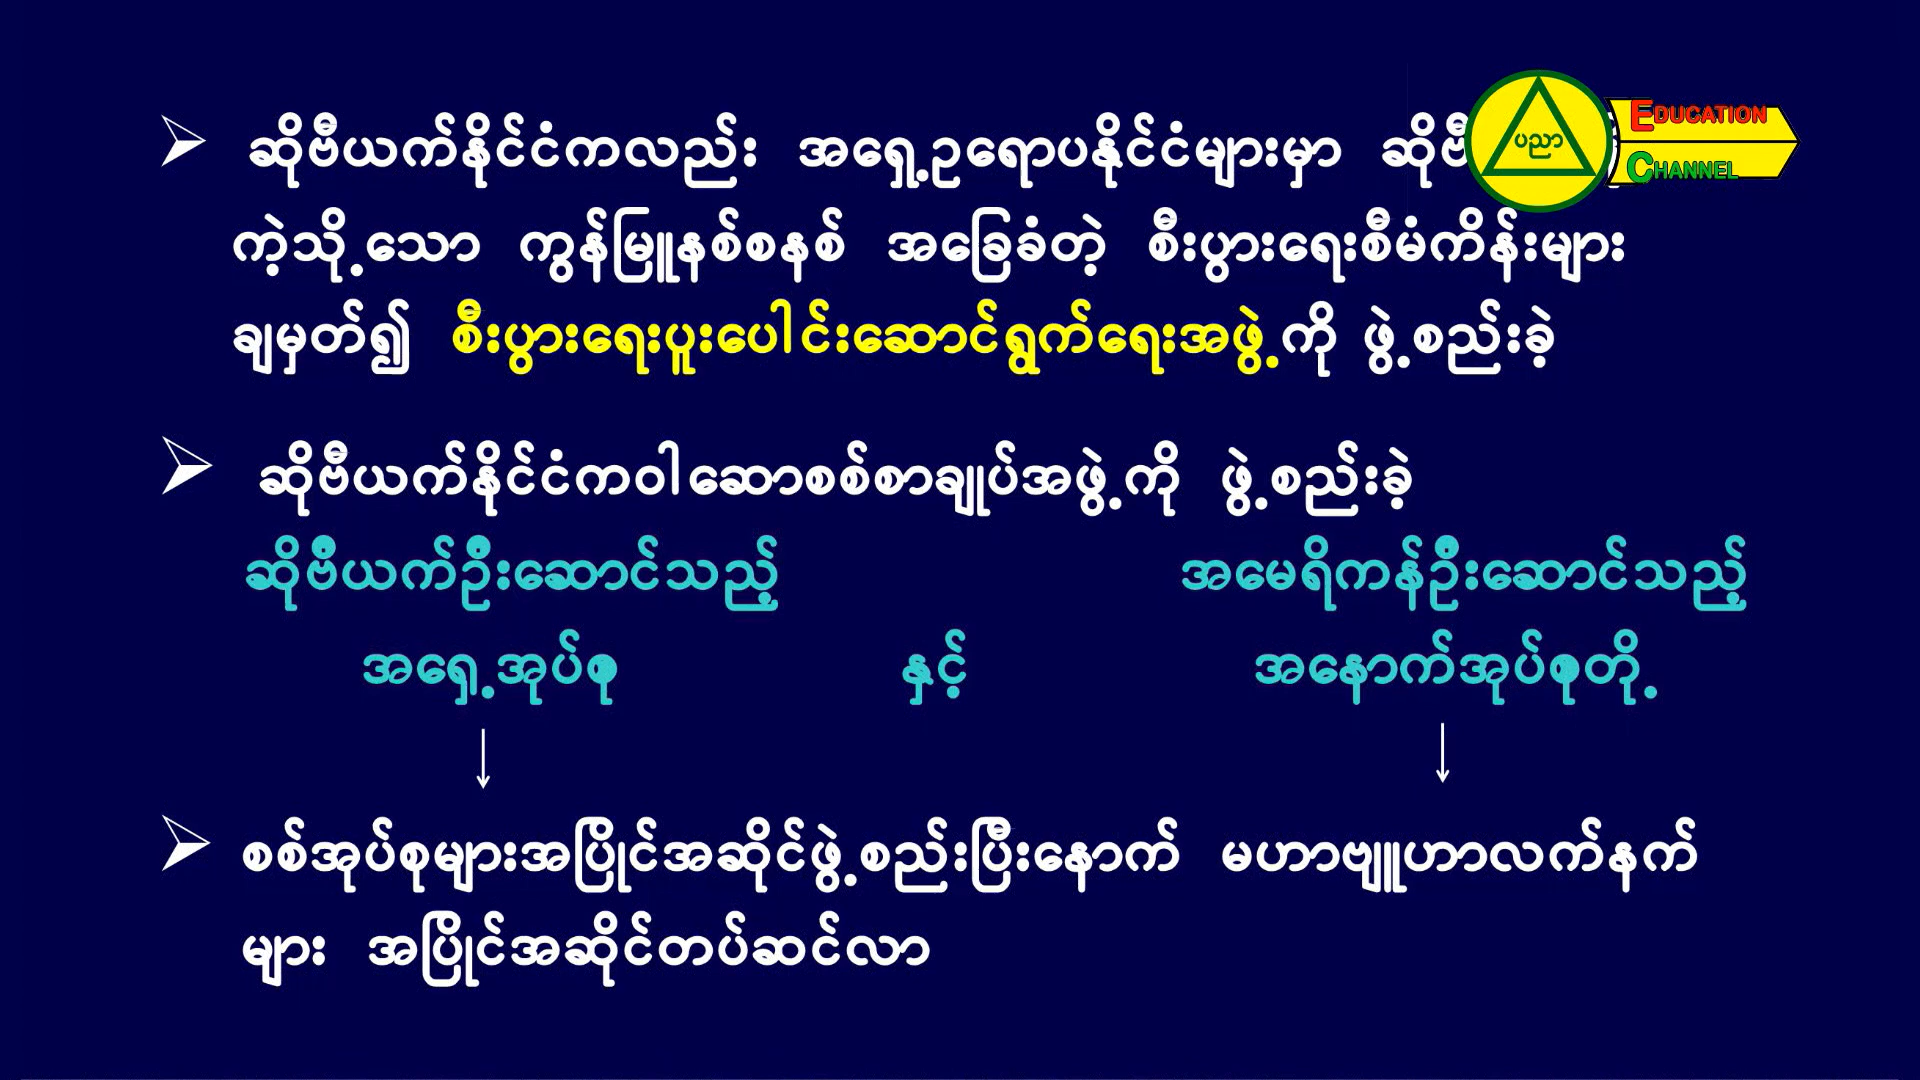 ဆိုဗီယက်နိုင်ငံကလည်း အရှေ့ဥရောပနိုင်ငံများမှာ
ကဲ့သို့သော ကွန်မြူနစ်စနစ် အခြေခံတဲ့ စီးပွားရေးစီမံကိန်းများ
ချမှတ်၍ စီးပွားရေးပူးပေါင်းဆောင်ရွက်ရေးအဖွဲ့ကို ဖွဲ့စည်းခဲ့
ဆိုဗီယက်နိုင်ငံကဝါဆောစစ်စာချုပ်အဖွဲ့ကို ဖွဲ့စည်းခဲ့
ဆိုဗီယက်ဦးဆောင်သည့် အမေရိကန်ဦးဆောင်သည့်
အရှေ့အုပ်စု နှင့် အနောက်အုပ်စုတို့
စစ်အုပ်စုများအပြိုင်အဆိုင်ဖွဲ့စည်းပြီးနောက် မဟာဗျူဟာလက်နက်
များ အပြိုင်အဆိုင်တပ်ဆင်လာ
ပညာ
EDUCATION
CHANNEL